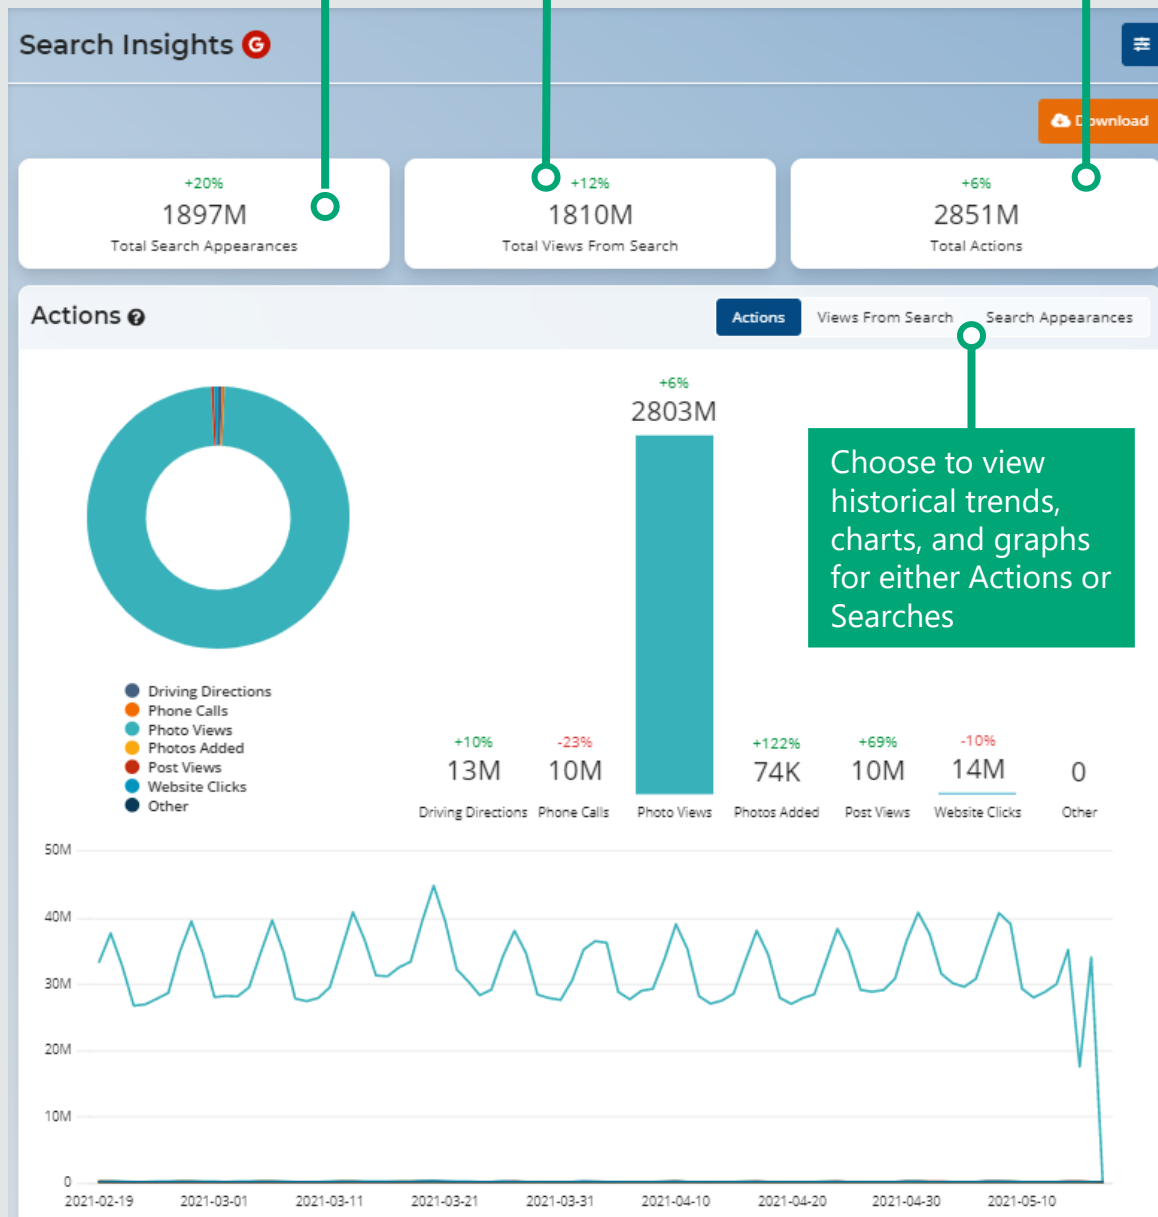 Search Insights G
Download
+20%
1897M
Total Search Appearances
+12%
1810M
Total Views From Search
+6%
2851M
Total Actions
Actions ?
Actions
Views From Search
Search Appearances
+6%
2803M
Choose to view
historical trends,
charts, and graphs
for either Actions or
Searches
Driving Directions
Phone Calls
Photo Views
Photos Added
Post Views
Website Clicks
Other
+10%
13M
Driving Directions
-23%
10M
Phone Calls
Photo Views
+122%
74K
Photos Added
+69%
10M
Post Views
-10%
14M
Website Clicks
0
Other
50M
40M
30M
20M
10M
0
2021-02-19 2021-03-01 2021-03-11 2021-03-21 2021-03-31 2021-04-10 2021-04-20 2021-04-30 2021-05-10